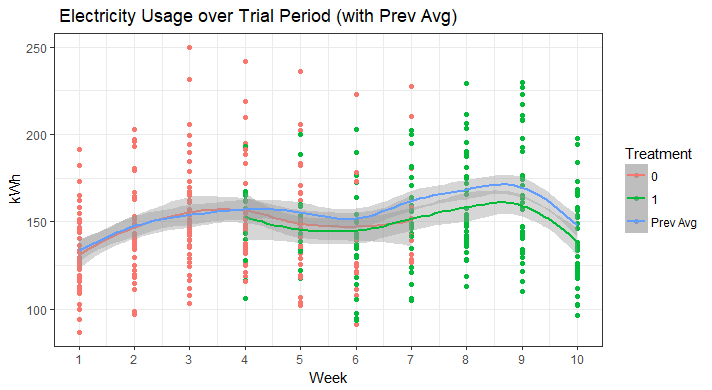 Electricity Usage over Trial Period (with Prev Avg)
250
200
150
100
kWh
1 2 3 4 5 6 7 8 9 10
Week
Treatment
0
1
Prev Avg